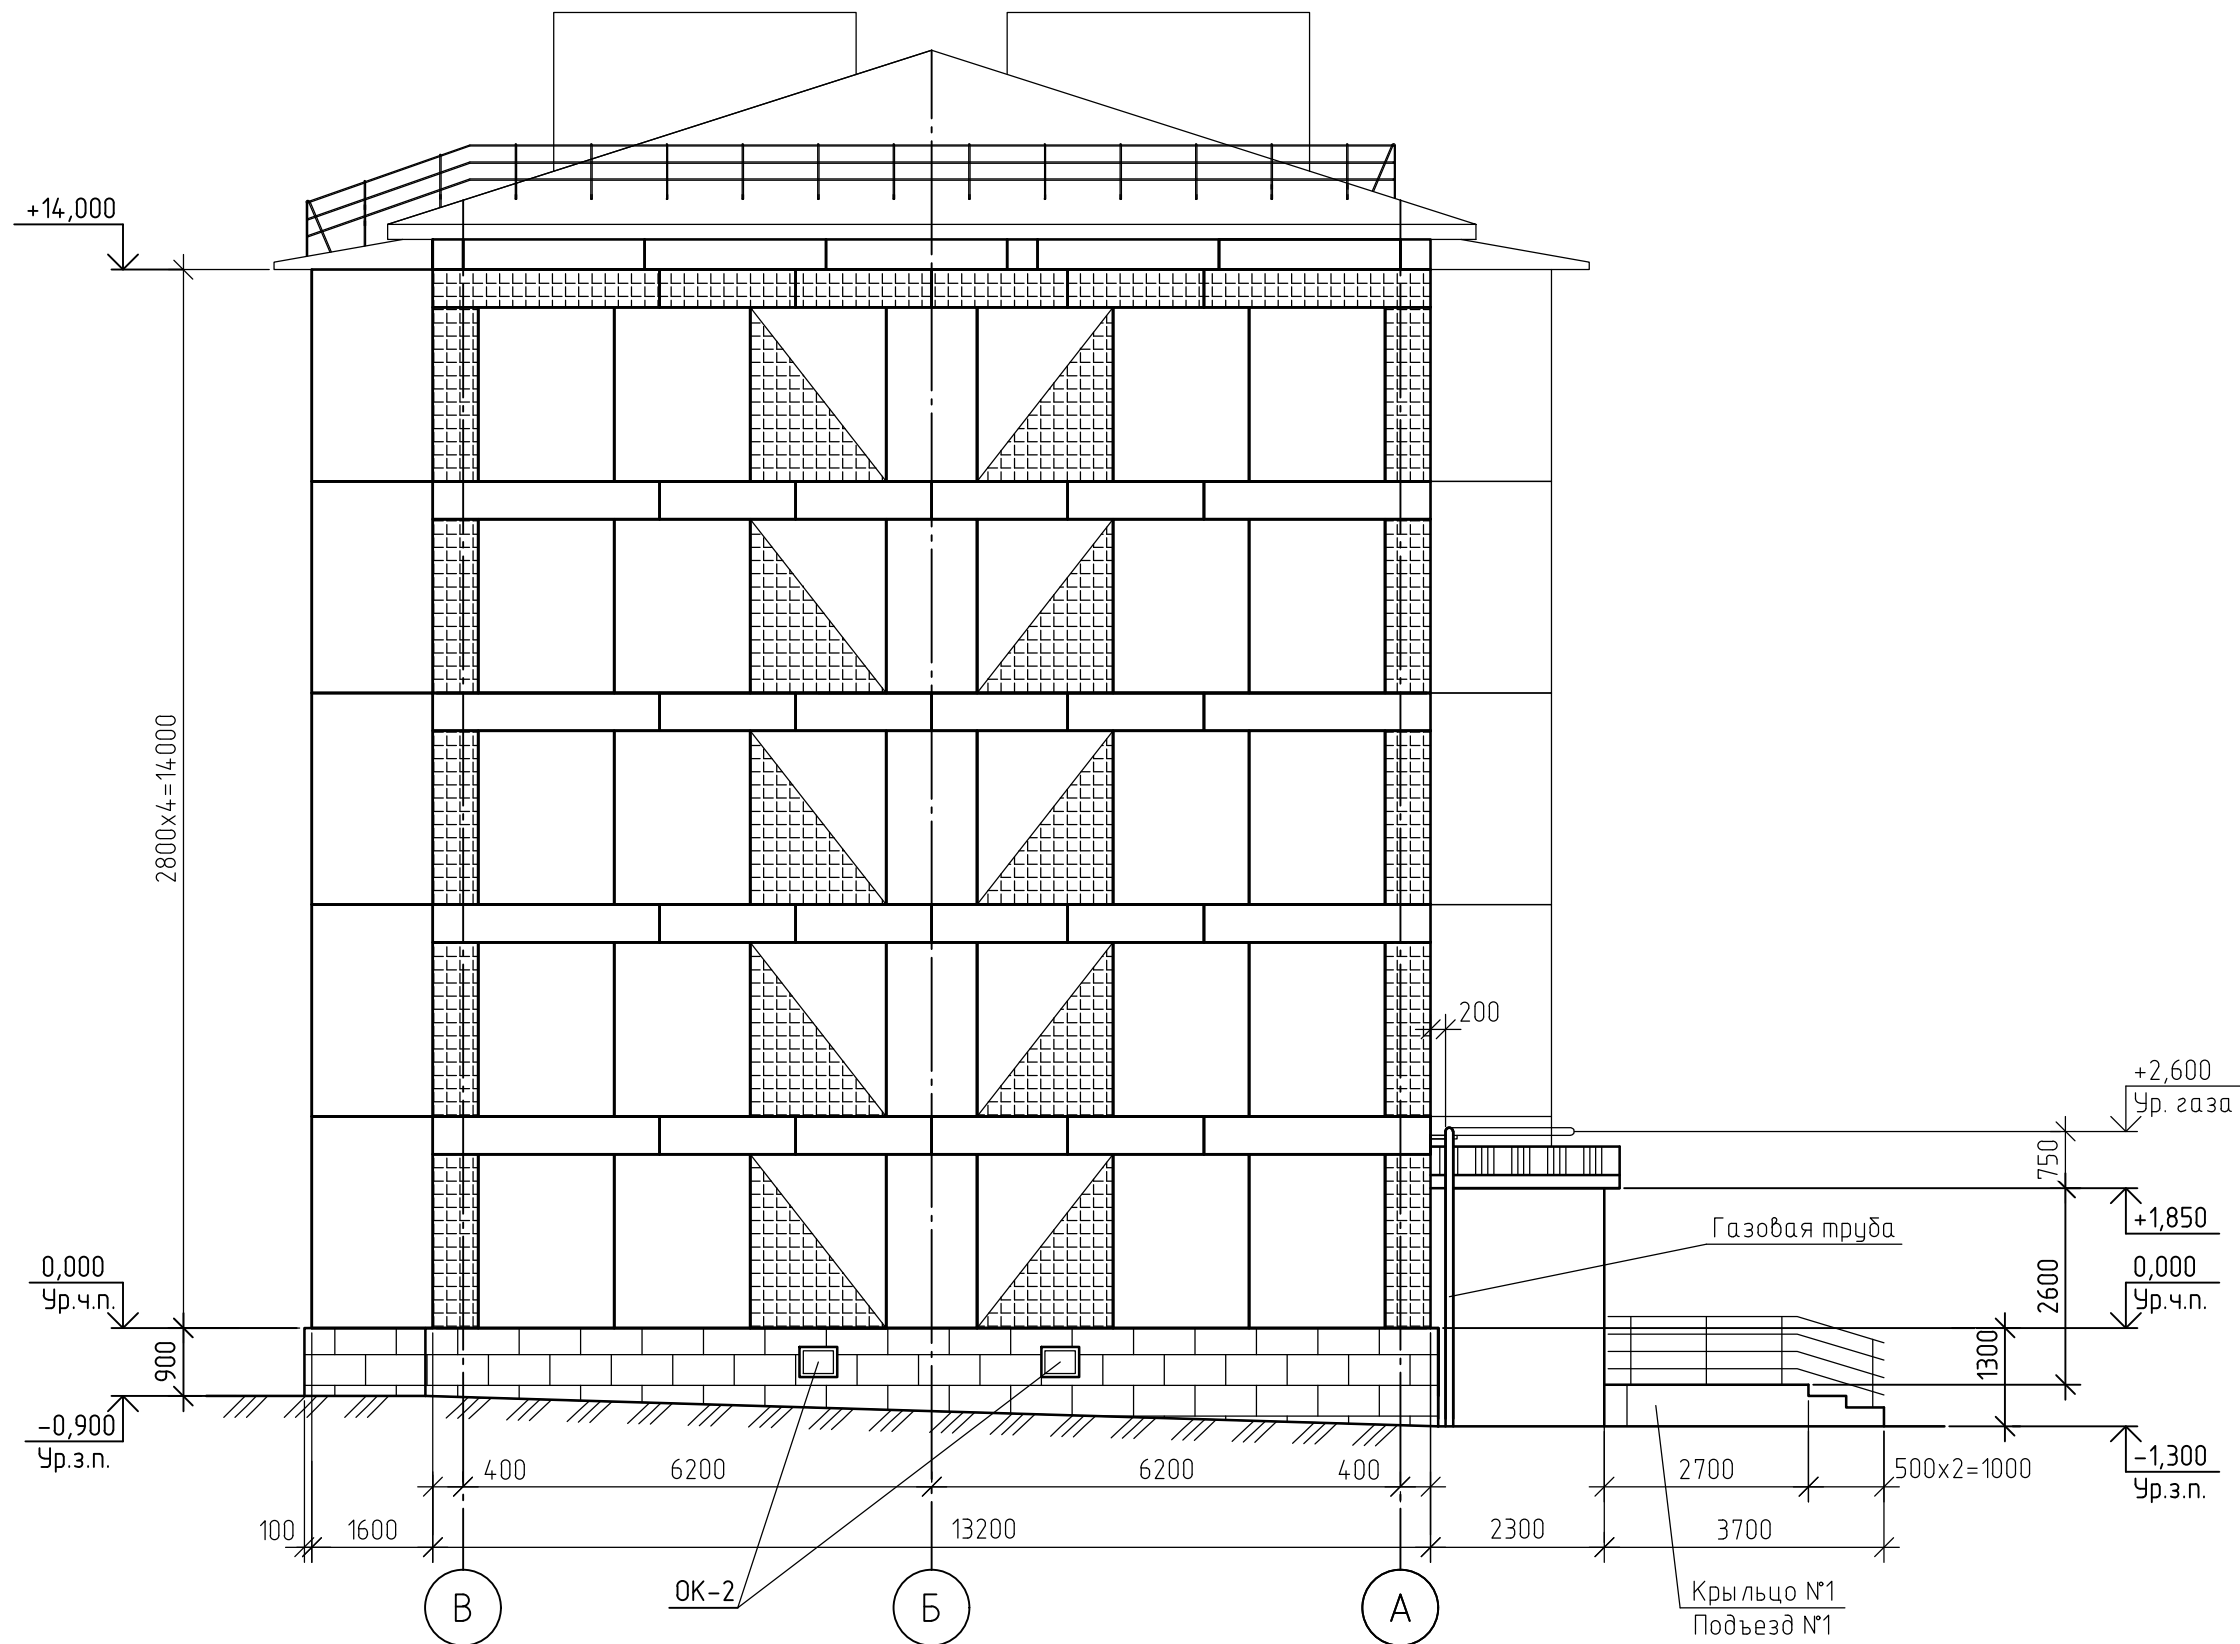 +14,000
2800x4=14000
200
+2,600
Ур. газа
750
+1,850
Газовая труба
0,000
Ур.ч.п.
0,000
Ур.ч.п.
2600
1300
900
-0,900
Ур.з.п.
-1,300
Ур.з.п.
400
6200
6200
400
2700
500x2=1000
100
1600
13200
2300
3700
ОК-2
Крыльцо №1
Подъезд №1
В
Б
А